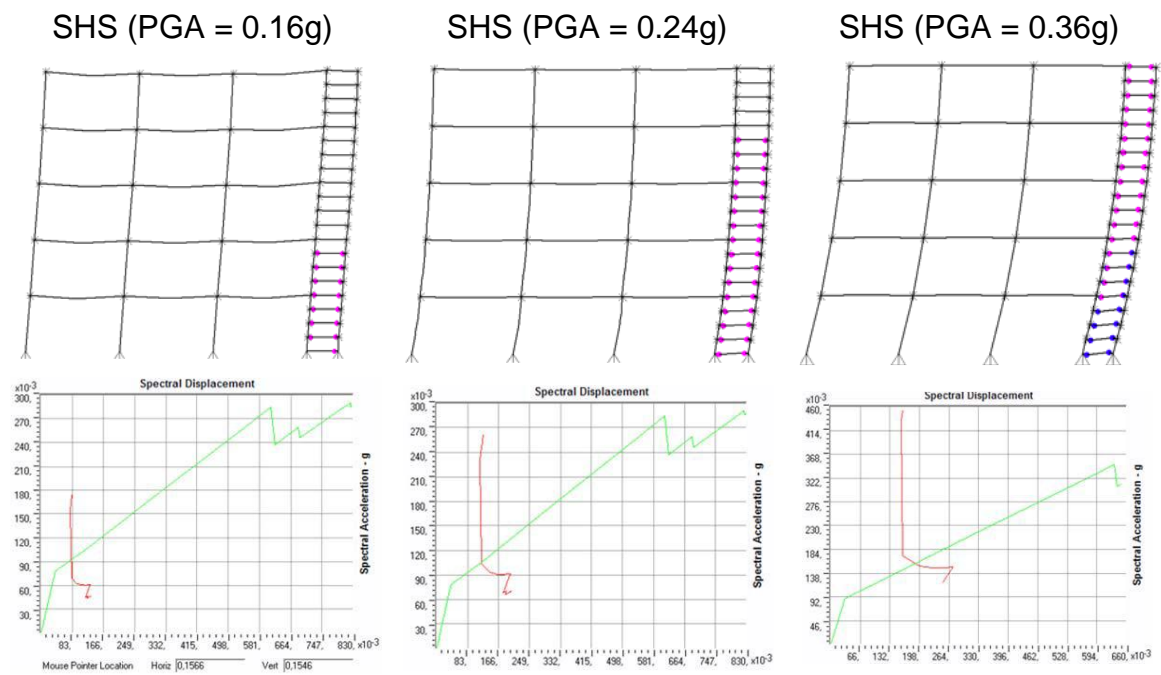 SHS (PGA = 0.16g) SHS (PGA = 0.24g) SHS (PGA = 0.36g)
Spectral Displacement
x10-3
300,
270,
240,
210,
180,
150,
120,
90,
60,
30,
Spectral Acceleration - g
83, 166, 249, 332, 415, 498, 581, 664, 747, 830, x10-3
Mouse Pointer Location Horiz 0,1566 Vert 0,1546
Spectral Displacement
x10-3
300,
270,
240,
210,
180,
150,
120,
90,
60,
30,
Spectral Acceleration - g
83, 166, 249, 332, 415, 498, 581, 664, 747, 830, x10-3
Spectral Displacement
x10-3
460,
414,
368,
322,
276,
230,
184,
138,
92,
46,
Spectral Acceleration - g
66, 132, 198, 264, 330, 396, 462, 528, 594, 660, x10-3